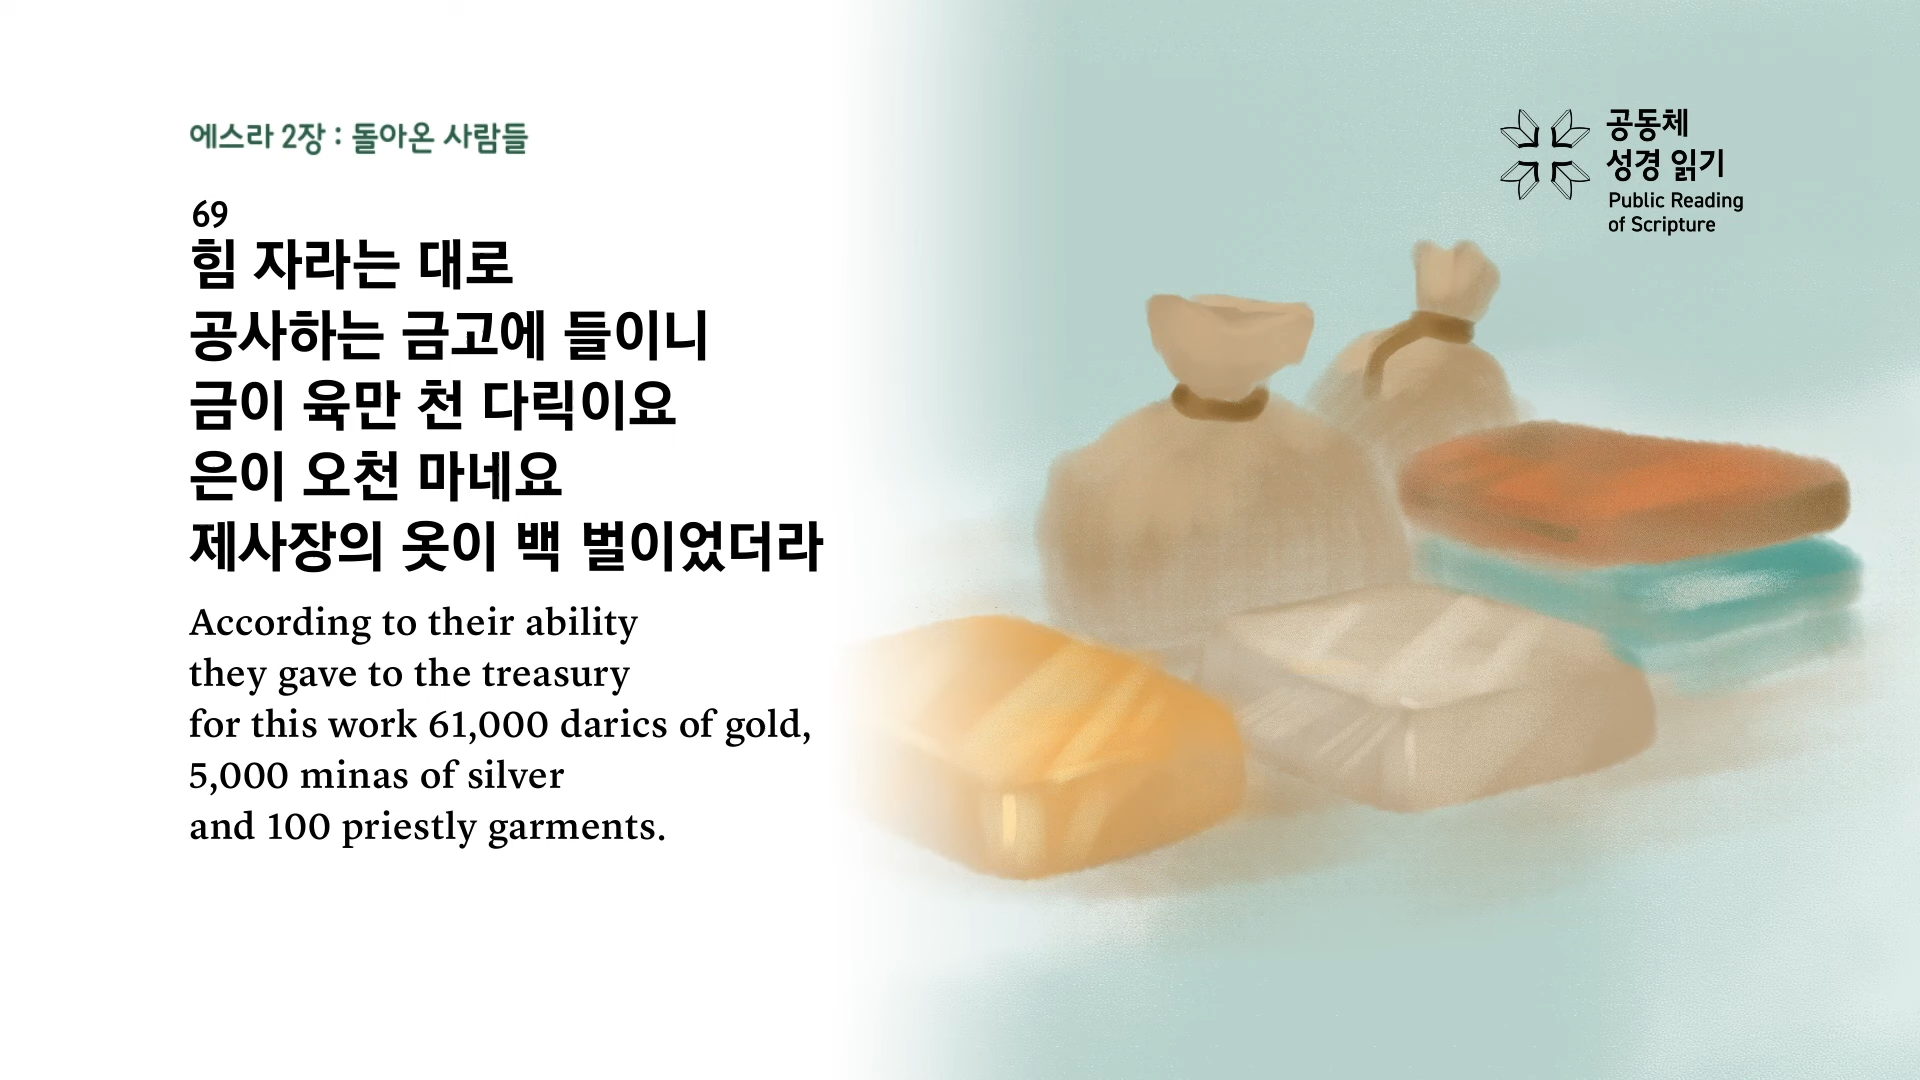 에스라 2장 : 돌아온 사람들
69
힘 자라는 대로
공사하는 금고에 들이니
금이 육만 천 다릭이요
은이 오천 마네요
제사장의 옷이 백 벌이었더라
According to their ability
they gave to the treasury
for this work 61,000 darics of gold,
5,000 minas of silver
and 100 priestly garments.
공동체
성경 읽기
Public Reading
of Scripture